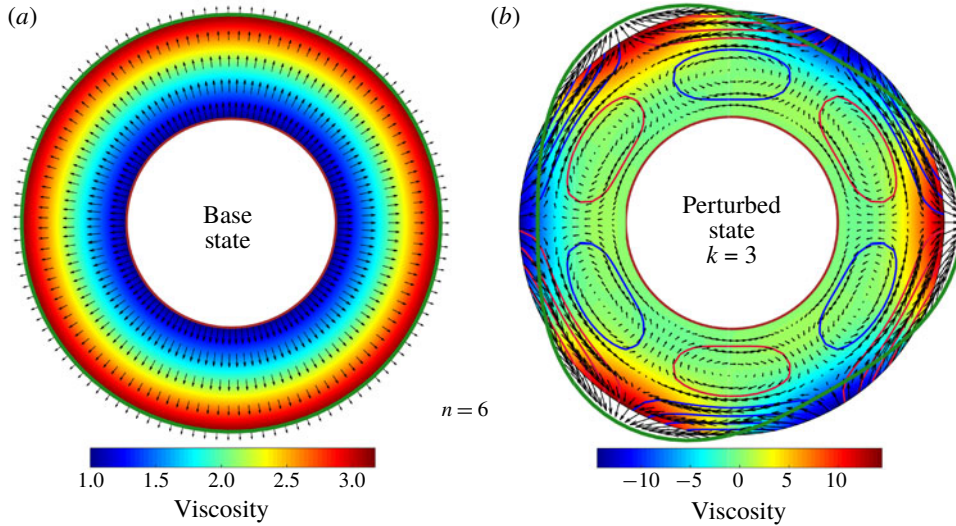 (a)
(b)
Base
state
Perturbed
state
k = 3
n = 6
1.0 1.5 2.0 2.5 3.0
Viscosity
−10 −5 0 5 10
Viscosity